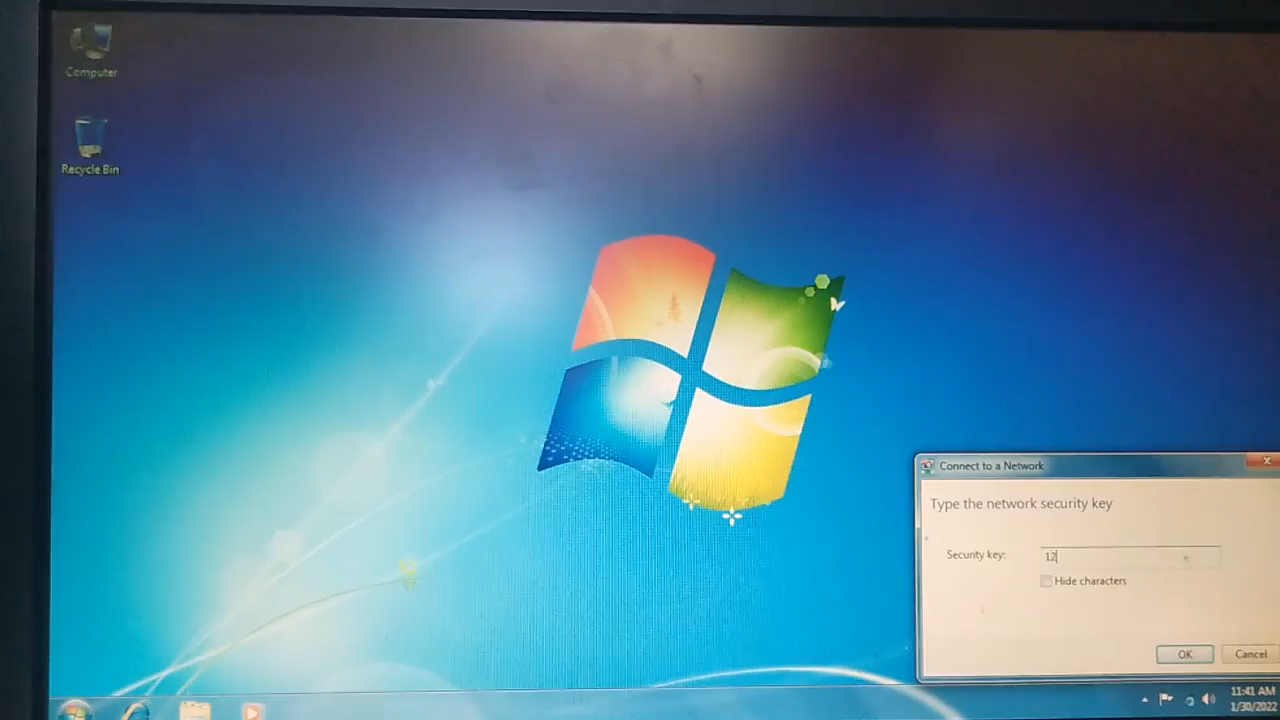 Computer
Recycle Bin
Connect to a Network
Type the network security key
Security key:
12
Hide characters
OK
Cancel
11:41 AM
1/30/2022